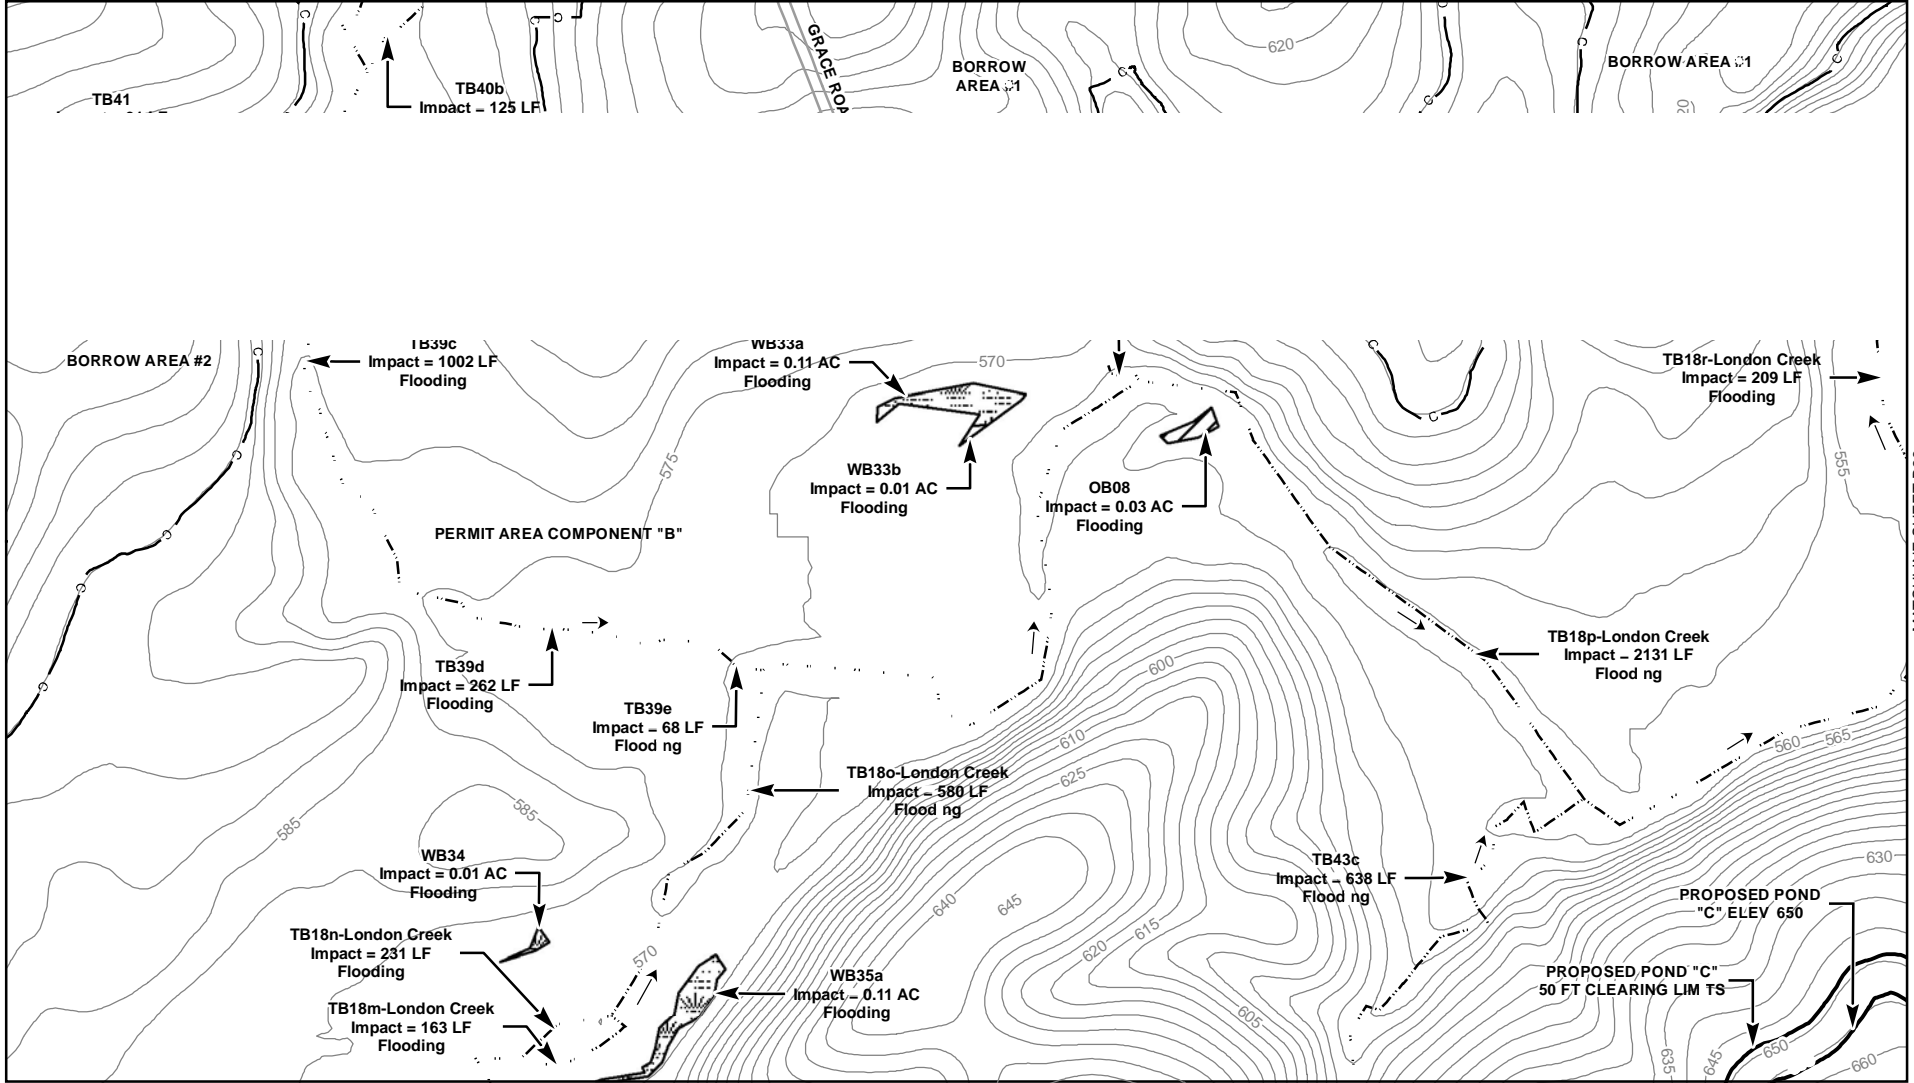 GRACE ROA
620
BORROW
AREA #1
BORROW AREA #1
TB41
TB40b
Impact = 125 LF
BORROW AREA #2
TB39c
Impact = 1002 LF
Flooding
WB33a
Impact = 0.11 AC
Flooding
570
TB18r-London Creek
Impact = 209 LF
Flooding
575
555
WB33b
Impact = 0.01 AC
Flooding
OB08
Impact = 0.03 AC
Flooding
PERMIT AREA COMPONENT "B"
TB39d
Impact = 262 LF
Flooding
600
TB18p-London Creek
Impact = 2131 LF
Flood ng
TB39e
Impact = 68 LF
Flood ng
610
560
565
TB18o-London Creek
Impact = 580 LF
Flood ng
625
585
585
WB34
Impact = 0.01 AC
Flooding
TB43c
Impact = 638 LF
Flood ng
630
640
645
PROPOSED POND
"C" ELEV 650
615
620
TB18n-London Creek
Impact = 231 LF
Flooding
570
WB35a
Impact = 0.11 AC
Flooding
PROPOSED POND "C"
50 FT CLEARING LIM TS
TB18m-London Creek
Impact = 163 LF
Flooding
605
635
645
650
660